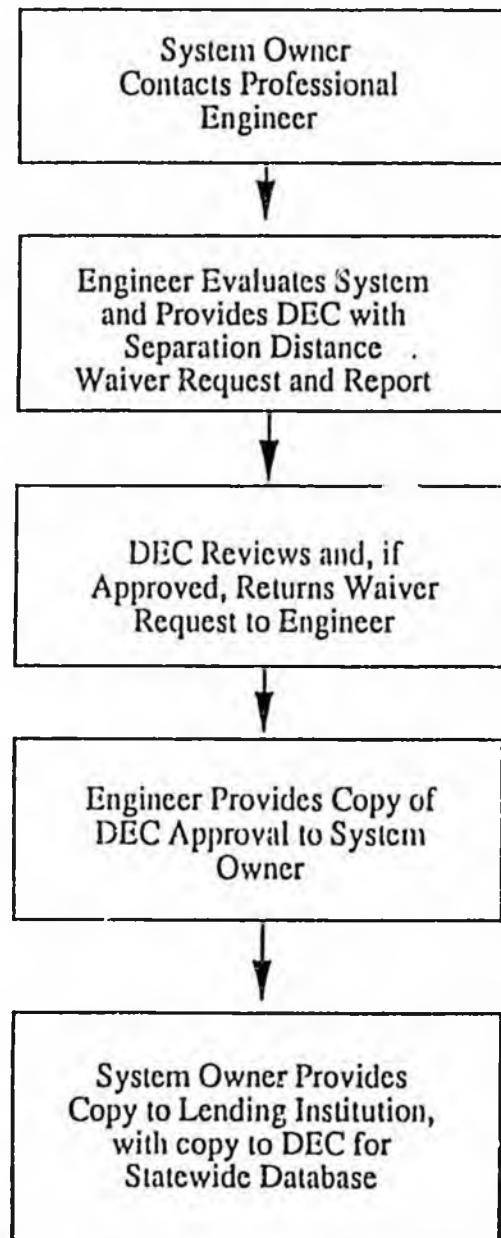 System Owner
Contacts Professional
Engineer
Engineer Evaluates System
and Provides DEC with
Separation Distance
Waiver Request and Report
DEC Reviews and, if
Approved, Returns Waiver
Request to Engineer
Engineer Provides Copy of
DEC Approval to System
Owner
System Owner Provides
Copy to Lending Institution,
with copy to DEC for
Statewide Database